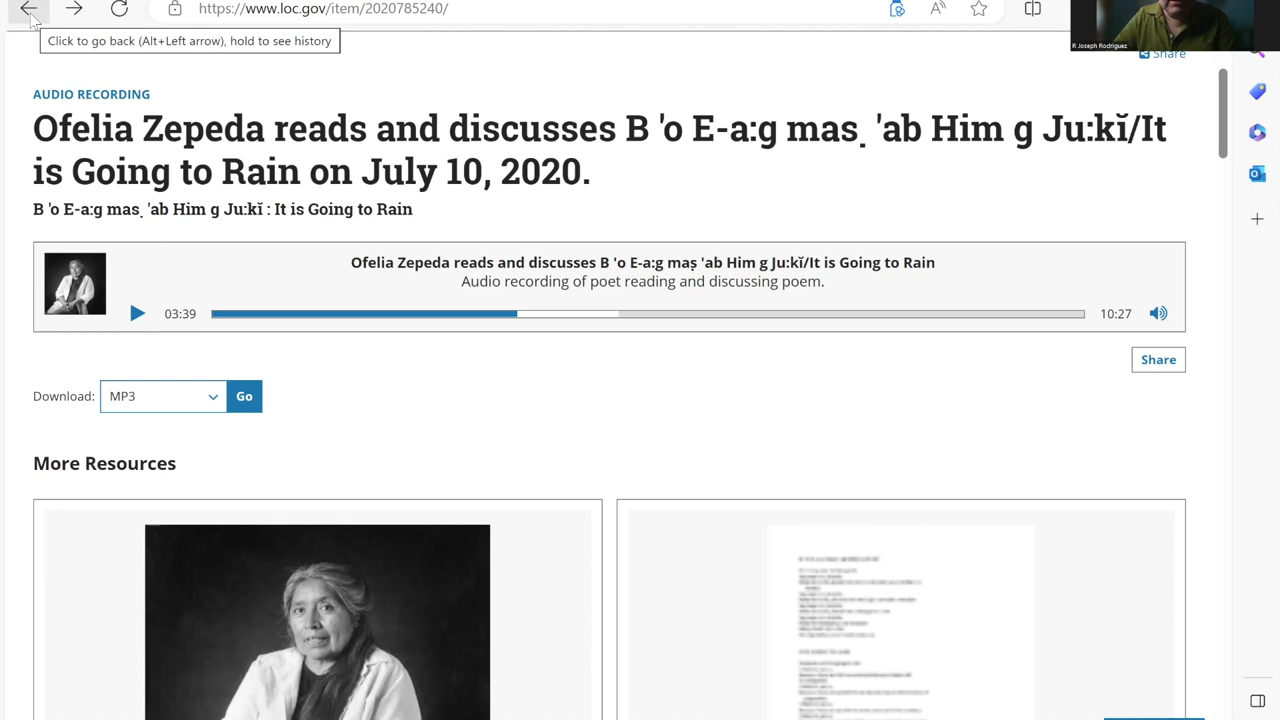 https://www.loc.gov/item/2020785240/
Click to go back (Alt+Left arrow), hold to see history
R Joseph Rodríguez
Share
AUDIO RECORDING
Ofelia Zepeda reads and discusses B 'o E-a:g mas̩ 'ab Him g Ju:kĭ/It
is Going to Rain on July 10, 2020.
B 'o E-a:g mas̩ 'ab Him g Ju:kĭ : It is Going to Rain
Ofelia Zepeda reads and discusses B 'o E-a:g maṣ 'ab Him g Ju:kĭ/It is Going to Rain
Audio recording of poet reading and discussing poem.
03:39
10:27
Share
Download:
MP3
Go
More Resources